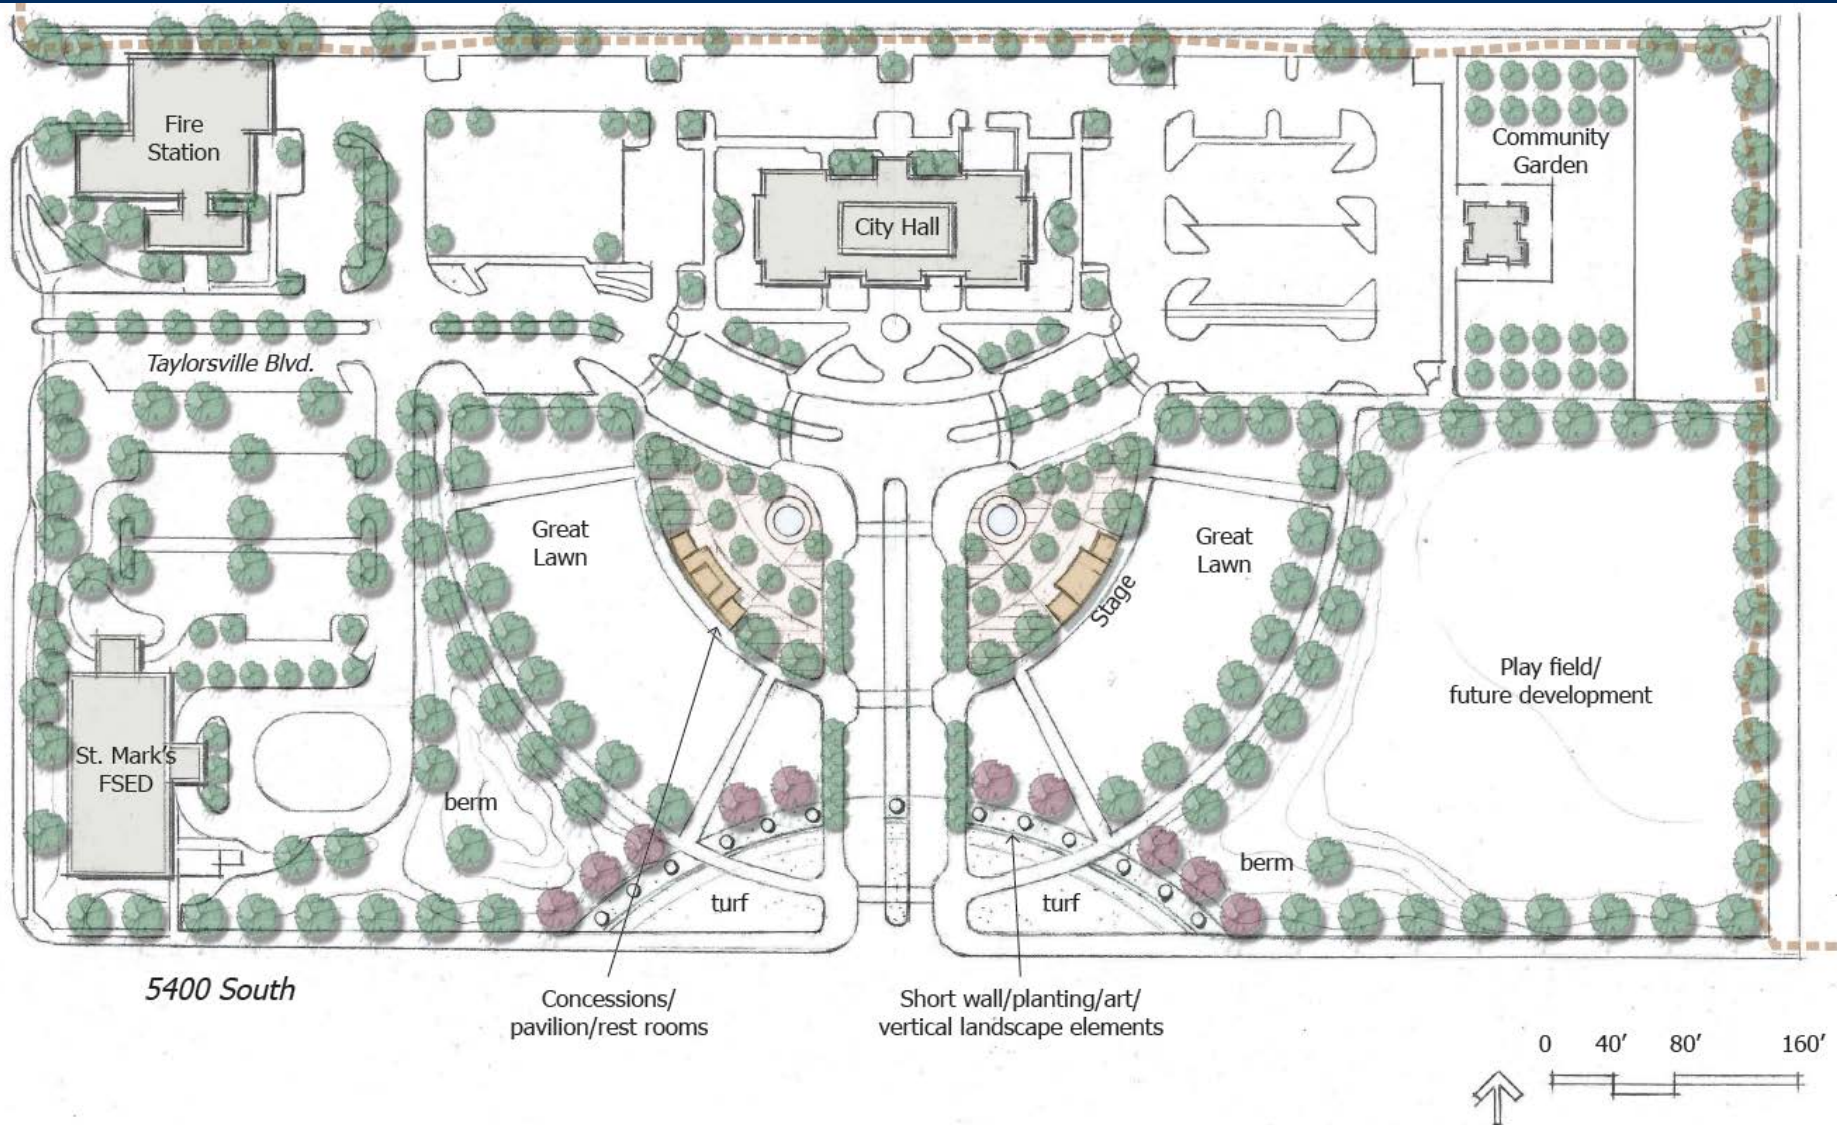 Fire
Station
Community
Garden
City Hall
Taylorsville Blvd.
Great
Lawn
Great
Lawn
Stage
Play field/
future development
St. Mark's
FSED
berm
berm
turf
turf
5400 South
Concessions/
pavilion/rest rooms
Short wall/planting/art/
vertical landscape elements
0 40' 80' 160'